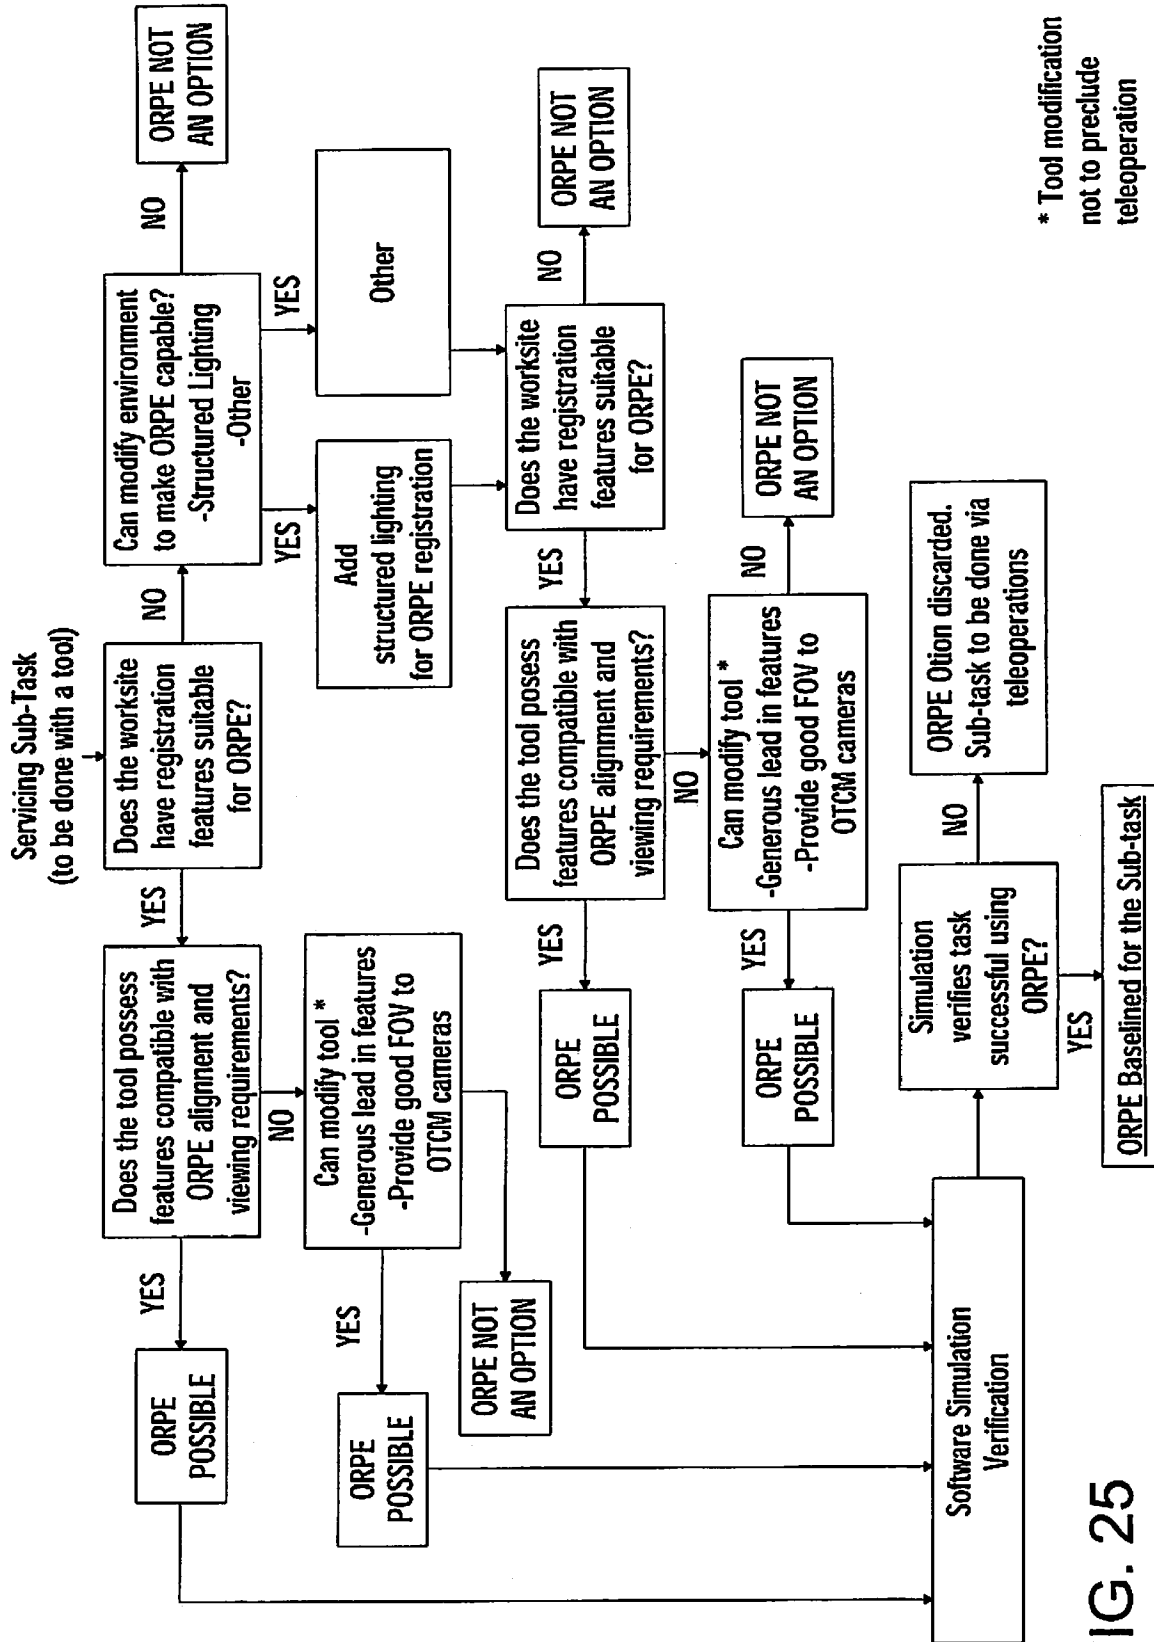 Servicing Sub-Task
(to be done with a tool)
Does the worksite
have registration
features suitable
for ORPE?
NO
Can modify environment
to make ORPE capable?
-Structured Lighting
-Other
NO
ORPE NOT
AN OPTION
YES
Does the tool possess
features compatible with
ORPE alignment and
viewing requirements?
YES
ORPE
POSSIBLE
NO
Can modify tool *
-Generous lead in features
-Provide good FOV to
OTCM cameras
YES
ORPE
POSSIBLE
ORPE NOT
AN OPTION
YES
Add
structured lighting
for ORPE registration
YES
Other
Does the worksite
have registration
features suitable
for ORPE?
NO
ORPE NOT
AN OPTION
YES
Does the tool posess
features compatible with
ORPE alignment and
viewing requirements?
YES
ORPE
POSSIBLE
NO
Can modify tool *
-Generous lead in features
-Provide good FOV to
OTCM cameras
NO
ORPE NOT
AN OPTION
YES
ORPE
POSSIBLE
Software Simulation
Verification
Simulation
verifies task
successful using
ORPE?
NO
ORPE Otion discarded.
Sub-task to be done via
teleoperations
YES
ORPE Baselined for the Sub-task
* Tool modification
not to preclude
teleoperation
IG. 25